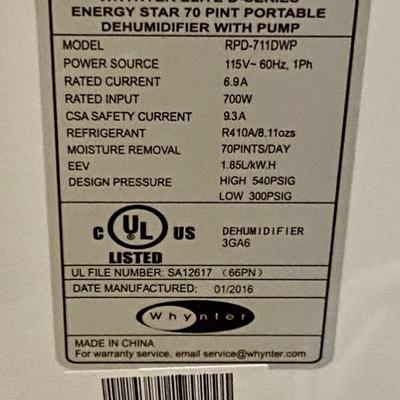 WHYNTER ELITE D-SERIES
ENERGY STAR 70 PINT PORTABLE
DEHUMIDIFIER WITH PUMP
MODEL RPD-711DWP
POWER SOURCE 115V~ 60Hz, 1Ph
RATED CURRENT 6.9A
RATED INPUT 700W
CSA SAFETY CURRENT 9.3A
REFRIGERANT R410A/8.11ozs
MOISTURE REMOVAL 70PINTS/DAY
EEV 1.85L/kW.H
DESIGN PRESSURE HIGH 540PSIG
LOW 300PSIG
C UL US
LISTED
DEHUMIDIFIER
3GA6
UL FILE NUMBER: SA12617 (66PN)
DATE MANUFACTURED: 01/2016
Whynter
MADE IN CHINA
For warranty service, email service@whynter.com